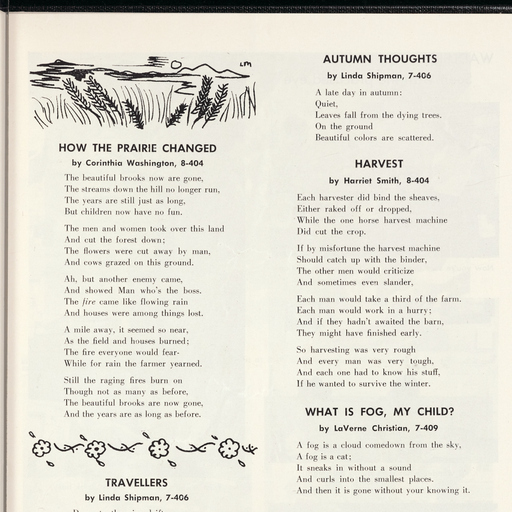 LM
HOW THE PRAIRIE CHANGED
by Corinthia Washington, 8-404
The beautiful brooks now are gone,
The streams down the hill no longer run,
The years are still just as long,
But children now have no fun.
The men and women took over this land
And cut the forest down;
The flowers were cut away by man,
And cows grazed on this ground.
Ah, but another enemy came,
And showed Man who's the boss.
The fire came like flowing rain
And houses were among things lost.
A mile away, it seemed so near,
As the field and houses burned;
The fire everyone would fear-
While for rain the farmer yearned.
Still the raging fires burn on
Though not as many as before,
The beautiful brooks are now gone,
And the years are as long as before.
TRAVELLERS
by Linda Shipman, 7-406
AUTUMN THOUGHTS
by Linda Shipman, 7-406
A late day in autumn:
Quiet,
Leaves fall from the dying trees.
On the ground
Beautiful colors are scattered.
HARVEST
by Harriet Smith, 8-404
Each harvester did bind the sheaves,
Either raked off or dropped,
While the one horse harvest machine
Did cut the crop.
If by misfortune the harvest machine
Should catch up with the binder,
The other men would criticize
And sometimes even slander,
Each man would take a third of the farm.
Each man would work in a hurry;
And if they hadn't awaited the barn,
They might have finished early.
So harvesting was very rough
And every man was very tough,
And each one had to know his stuff,
If he wanted to survive the winter.
WHAT IS FOG, MY CHILD?
by LaVerne Christian, 7-409
A fog is a cloud comedown from the sky,
A fog is a cat;
It sneaks in without a sound
And curls into the smallest places.
And then it is gone without your knowing it.